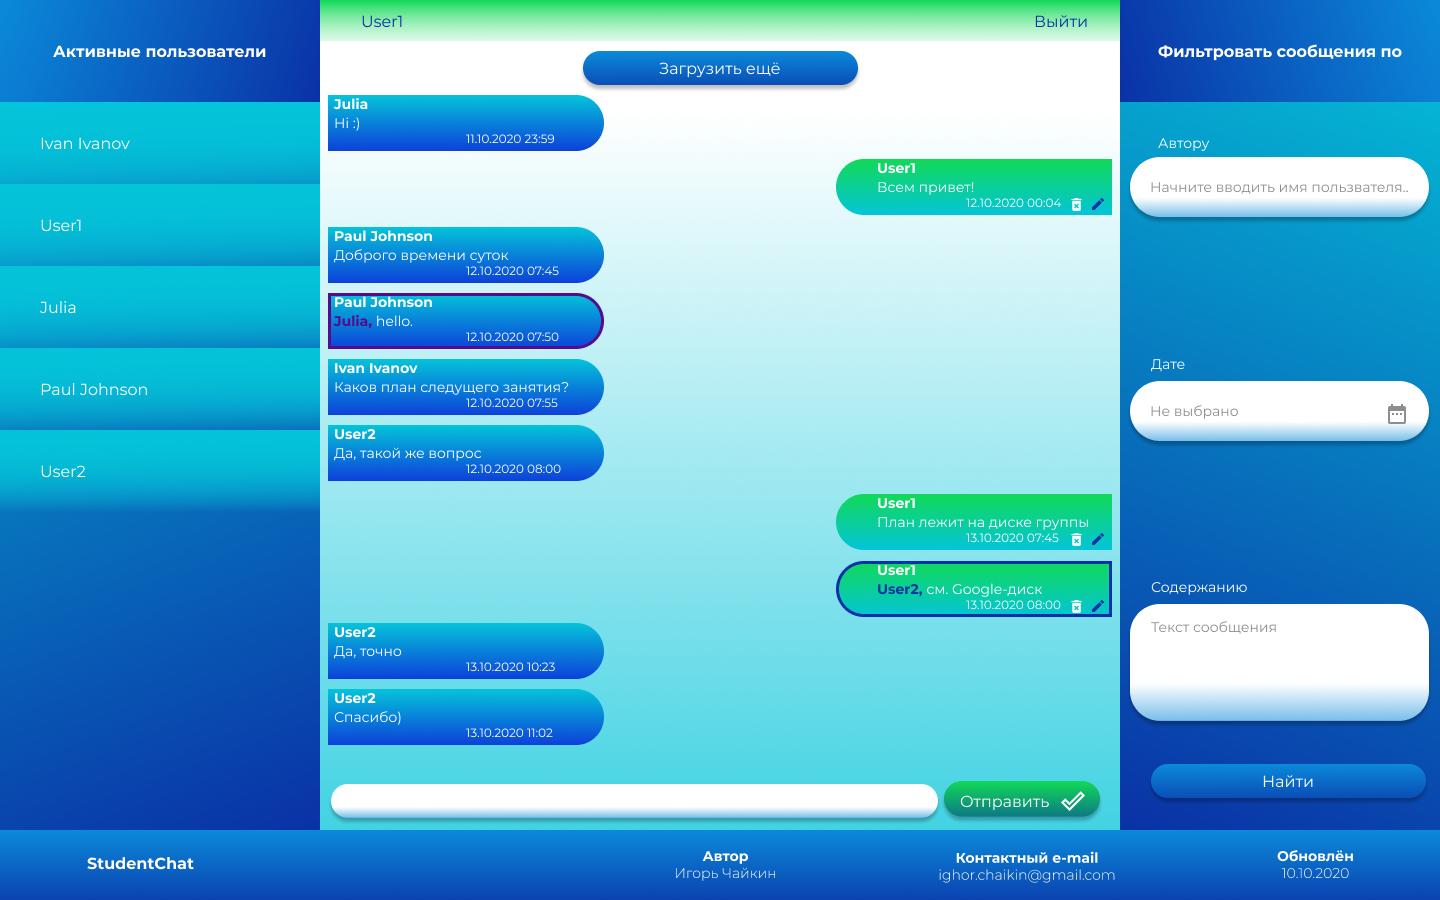 Активные пользователи
Ivan Ivanov
User1
Julia
Paul Johnson
User2
User1
Выйти
Загрузить ещё
Julia
Hi :)
11.10.2020 23:59
User1
Всем привет!
12.10.2020 00:04
Paul Johnson
Доброго времени суток
12.10.2020 07:45
Paul Johnson
Julia, hello.
12.10.2020 07:50
Ivan Ivanov
Каков план следущего занятия?
12.10.2020 07:55
User2
Да, такой же вопрос
12.10.2020 08:00
User1
План лежит на диске группы
13.10.2020 07:45
User1
User2, см. Google-диск
13.10.2020 08:00
User2
Да, точно
13.10.2020 10:23
User2
Спасибо)
13.10.2020 11:02
Отправить
Фильтровать сообщения по
Автору
Начните вводить имя пользвателя..
Дате
Не выбрано
Содержанию
Текст сообщения
Найти
StudentChat
Автор
Игорь Чайкин
Контактный e-mail
ighor.chaikin@gmail.com
Обновлён
10.10.2020